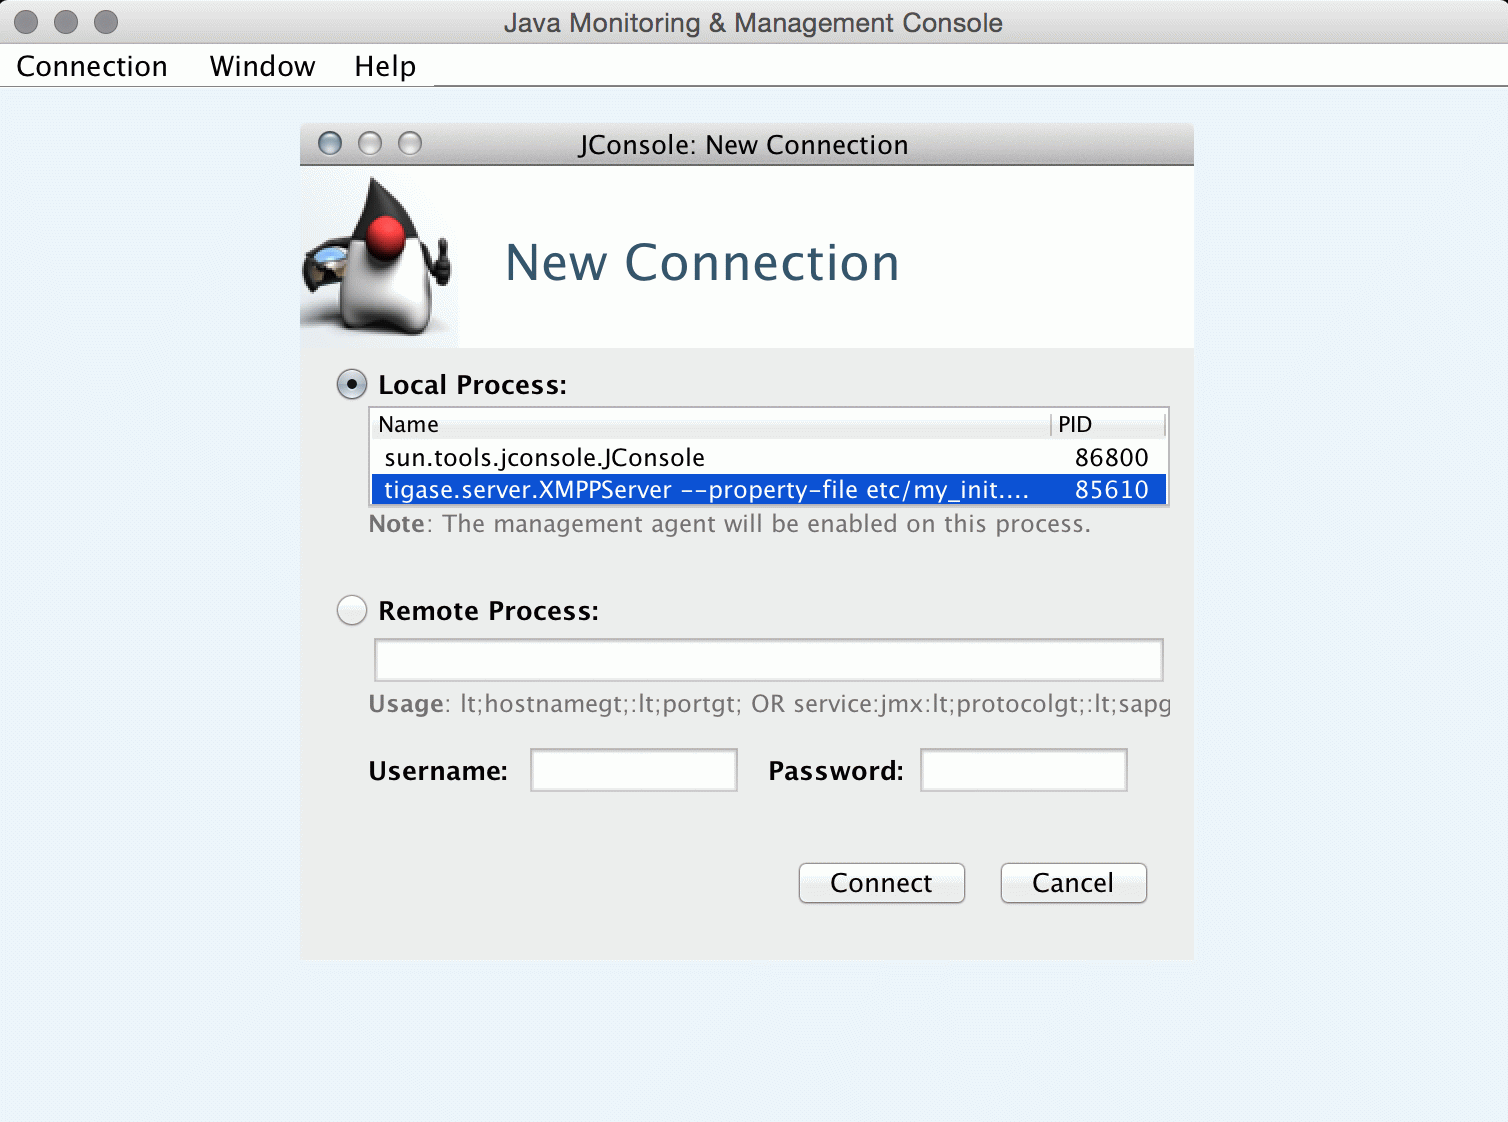 Java Monitoring & Management Console
Connection Window Help
JConsole: New Connection
New Connection
Local Process:
Name PID
sun.tools.jconsole.JConsole 86800
tigase.server.XMPPServer --property-file etc/my_init.... 85610
Note: The management agent will be enabled on this process.
Remote Process:
Usage: lt;hostnamegt;:lt;portgt; OR service:jmx:lt;protocolgt;:lt;sapg
Username: Password:
Connect Cancel